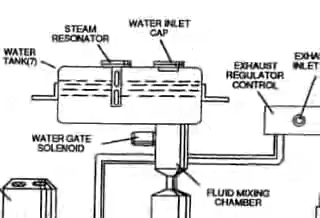 STEAM
RESONATOR
WATER INLET
CAP
WATER
TANK(7)
EXHAUST
REGULATOR
CONTROL
INLET
WATER GATE
SOLENOID
FLUID MIXING
CHAMBER